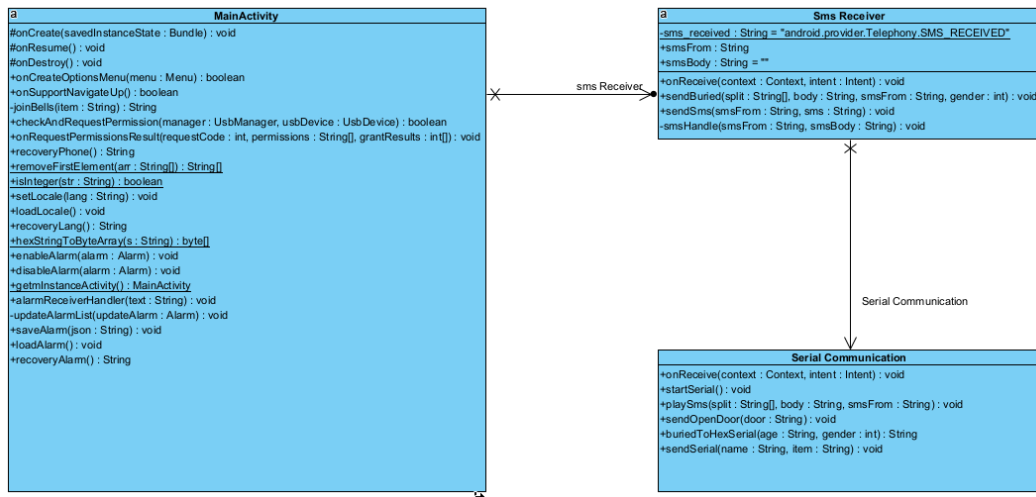 a
MainActivity
#onCreate(savedInstanceState : Bundle) : void
#onResume() : void
#onDestroy() : void
+onCreateOptionsMenu(menu : Menu) : boolean
+onSupportNavigateUp() : boolean
-joinBells(item : String) : String
+checkAndRequestPermission(manager : UsbManager, usbDevice : UsbDevice) : boolean
+onRequestPermissionsResult(requestCode : int, permissions : String[], grantResults : int[]) : void
+recoveryPhone() : String
+removeFirstElement(arr : String[]) : String[]
+isInteger(str : String) : boolean
+setLocale(lang : String) : void
+loadLocale() : void
+recoveryLang() : String
+hexStringToByteArray(s : String) : byte[]
+enableAlarm(alarm : Alarm) : void
+disableAlarm(alarm : Alarm) : void
+getmInstanceActivity() : MainActivity
+alarmReceiverHandler(text : String) : void
-updateAlarmList(updateAlarm : Alarm) : void
+saveAlarm(json : String) : void
+loadAlarm() : void
+recoveryAlarm() : String
sms Receiver
a
Sms Receiver
-sms_received : String = "android.provider.Telephony.SMS_RECEIVED"
+smsFrom : String
+smsBody : String = ""
+onReceive(context : Context, intent : Intent) : void
+sendBuried(split : String[], body : String, smsFrom : String, gender : int) : void
+sendSms(smsFrom : String, sms : String) : void
-smsHandle(smsFrom : String, smsBody : String) : void
Serial Communication
Serial Communication
+onReceive(context : Context, intent : Intent) : void
+startSerial() : void
+playSms(split : String[], body : String, smsFrom : String) : void
+sendOpenDoor(door : String) : void
+buriedToHexSerial(age : String, gender : int) : String
+sendSerial(name : String, item : String) : void